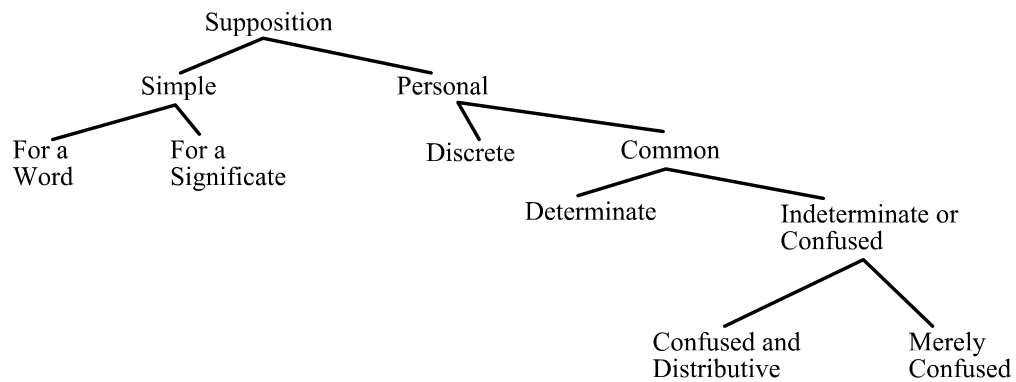 Supposition
Simple
Personal
For a
Word
For a
Significate
Discrete
Common
Determinate
Indeterminate or
Confused
Confused and
Distributive
Merely
Confused